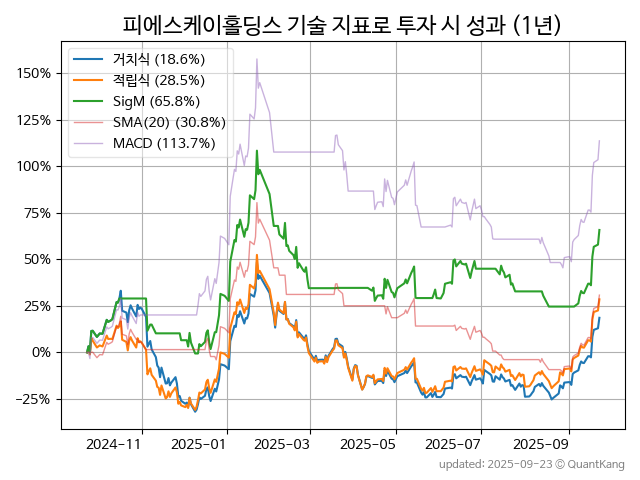 피에스케이홀딩스 기술 지표로 투자 시 성과 (1년)
거치식 (18.6%)
적립식 (28.5%)
SigM (65.8%)
SMA(20) (30.8%)
MACD (113.7%)
150%
125%
100%
75%
50%
25%
0%
−25%
2024-11
2025-01
2025-03
2025-05
2025-07
2025-09
updated: 2025-09-23 © QuantKang